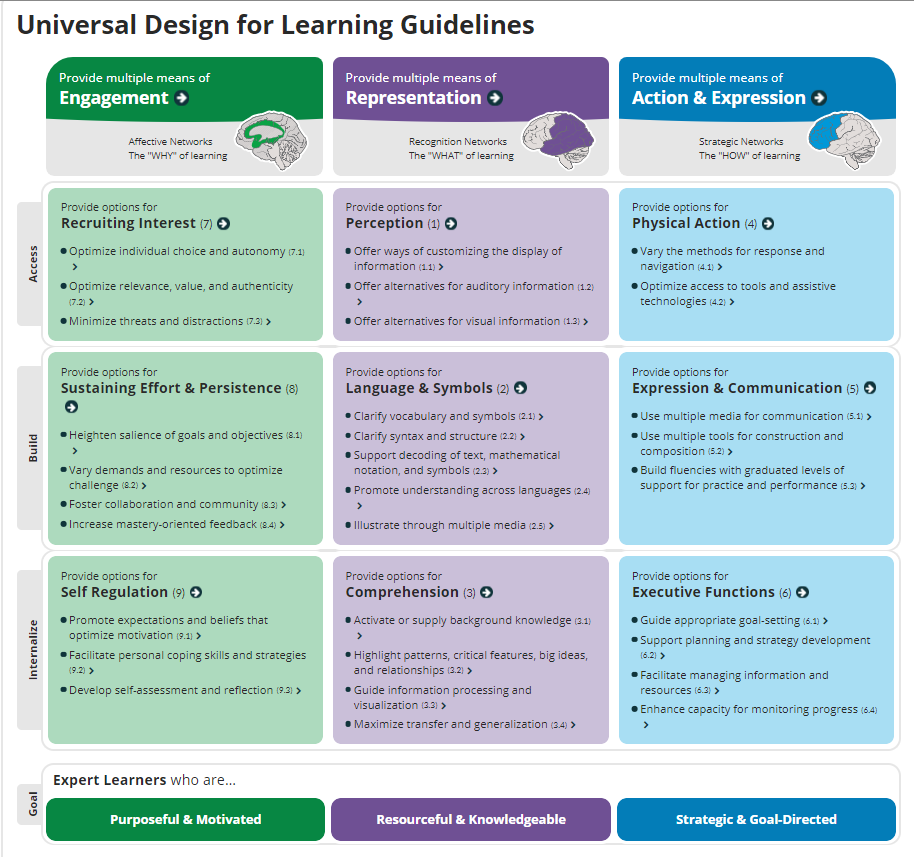 Universal Design for Learning Guidelines
Provide multiple means of
Engagement
Affective Networks
The "WHY" of learning
Provide multiple means of
Representation
Recognition Networks
The "WHAT" of learning
Provide multiple means of
Action & Expression
Strategic Networks
The "HOW" of learning
Access
Provide options for
Recruiting Interest (7)
Optimize individual choice and autonomy (7.1)
Optimize relevance, value, and authenticity
(7.2)
Minimize threats and distractions (7.3)
Provide options for
Perception (1)
Offer ways of customizing the display of
information (1.1)
Offer alternatives for auditory information (1.2)
Offer alternatives for visual information (1.3)
Provide options for
Physical Action (4)
Vary the methods for response and
navigation (4.1)
Optimize access to tools and assistive
technologies (4.2)
Build
Provide options for
Sustaining Effort & Persistence (8)
Heighten salience of goals and objectives (8.1)
Vary demands and resources to optimize
challenge (8.2)
Foster collaboration and community (8.3)
Increase mastery-oriented feedback (8.4)
Provide options for
Language & Symbols (2)
Clarify vocabulary and symbols (2.1)
Clarify syntax and structure (2.2)
Support decoding of text, mathematical
notation, and symbols (2.3)
Promote understanding across languages (2.4)
Illustrate through multiple media (2.5)
Provide options for
Expression & Communication (5)
Use multiple media for communication (5.1)
Use multiple tools for construction and
composition (5.2)
Build fluencies with graduated levels of
support for practice and performance (5.3)
Internalize
Provide options for
Self Regulation (9)
Promote expectations and beliefs that
optimize motivation (9.1)
Facilitate personal coping skills and strategies
(9.2)
Develop self-assessment and reflection (9.3)
Provide options for
Comprehension (3)
Activate or supply background knowledge (3.1)
Highlight patterns, critical features, big ideas,
and relationships (3.2)
Guide information processing and
visualization (3.3)
Maximize transfer and generalization (3.4)
Provide options for
Executive Functions (6)
Guide appropriate goal-setting (6.1)
Support planning and strategy development
(6.2)
Facilitate managing information and
resources (6.3)
Enhance capacity for monitoring progress (6.4)
Goal
Expert Learners who are...
Purposeful & Motivated
Resourceful & Knowledgeable
Strategic & Goal-Directed